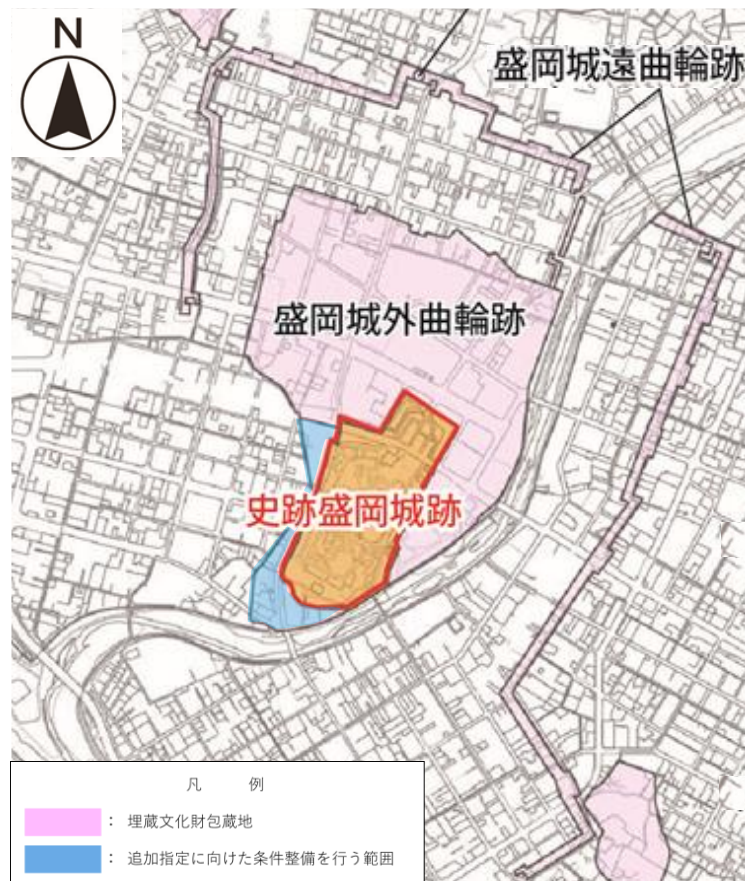 N
盛岡城遠曲輪跡
盛岡城外曲輪跡
史跡盛岡城跡
凡 例
： 埋蔵文化財包蔵地
： 追加指定に向けた条件整備を行う範囲